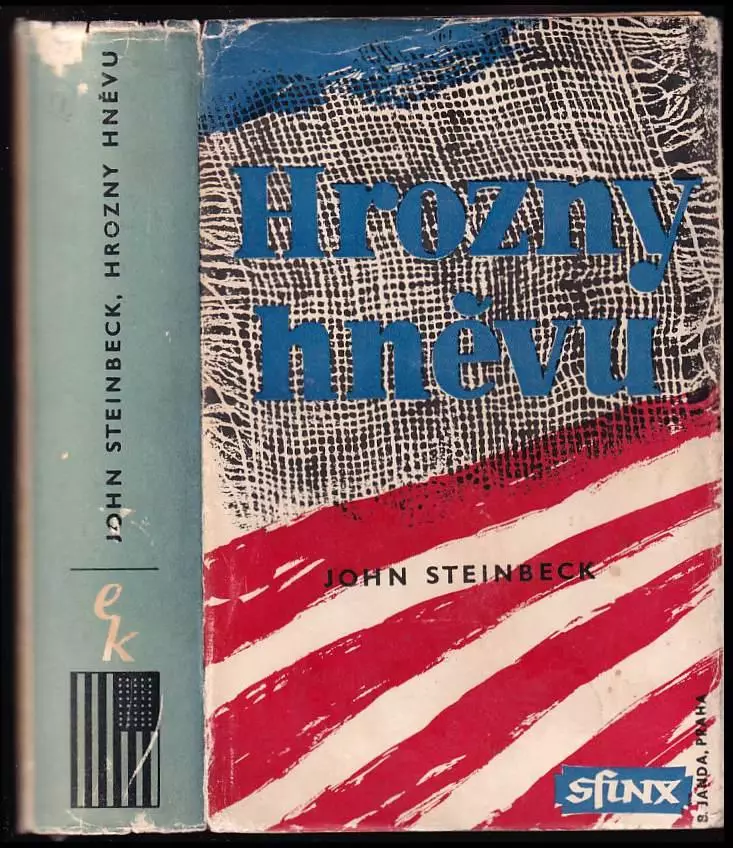 JOHN STEINBECK, HROZNY HNĚVU
ek
Hrozny
hněvu
JOHN STEINBECK
sfinx
B. JANDA, PRAHA